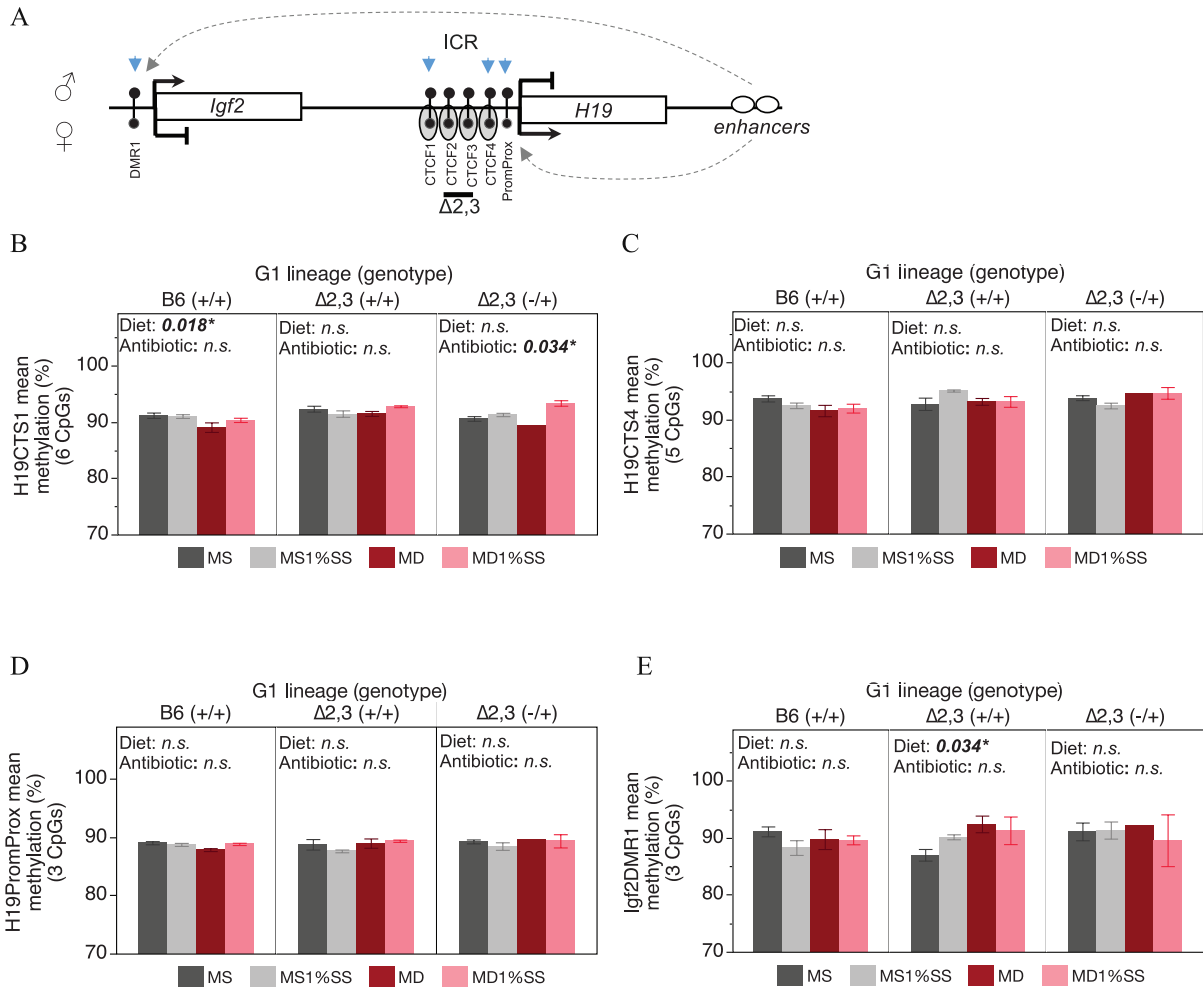 A
ICR
♂
♀
Igf2
H19
enhancers
DMR1
CTCF1
CTCF2
CTCF3
CTCF4
PromProx
Δ2,3
B
G1 lineage (genotype)
B6 (+/+)
Δ2,3 (+/+)
Δ2,3 (-/+)
Diet: 0.018*
Antibiotic: n.s.
Diet: n.s.
Antibiotic: n.s.
Diet: n.s.
Antibiotic: 0.034*
H19CTS1 mean
methylation (%)
(6 CpGs)
100
90
80
70
MS
MS1%SS
MD
MD1%SS
C
G1 lineage (genotype)
B6 (+/+)
Δ2,3 (+/+)
Δ2,3 (-/+)
Diet: n.s.
Antibiotic: n.s.
Diet: n.s.
Antibiotic: n.s.
Diet: n.s.
Antibiotic: n.s.
H19CTS4 mean
methylation (%)
(5 CpGs)
100
90
80
70
MS
MS1%SS
MD
MD1%SS
D
G1 lineage (genotype)
B6 (+/+)
Δ2,3 (+/+)
Δ2,3 (-/+)
Diet: n.s.
Antibiotic: n.s.
Diet: n.s.
Antibiotic: n.s.
Diet: n.s.
Antibiotic: n.s.
H19PromProx mean
methylation (%)
(3 CpGs)
100
90
80
70
MS
MS1%SS
MD
MD1%SS
E
G1 lineage (genotype)
B6 (+/+)
Δ2,3 (+/+)
Δ2,3 (-/+)
Diet: n.s.
Antibiotic: n.s.
Diet: 0.034*
Antibiotic: n.s.
Diet: n.s.
Antibiotic: n.s.
Igf2DMR1 mean
methylation (%)
(3 CpGs)
100
90
80
70
MS
MS1%SS
MD
MD1%SS